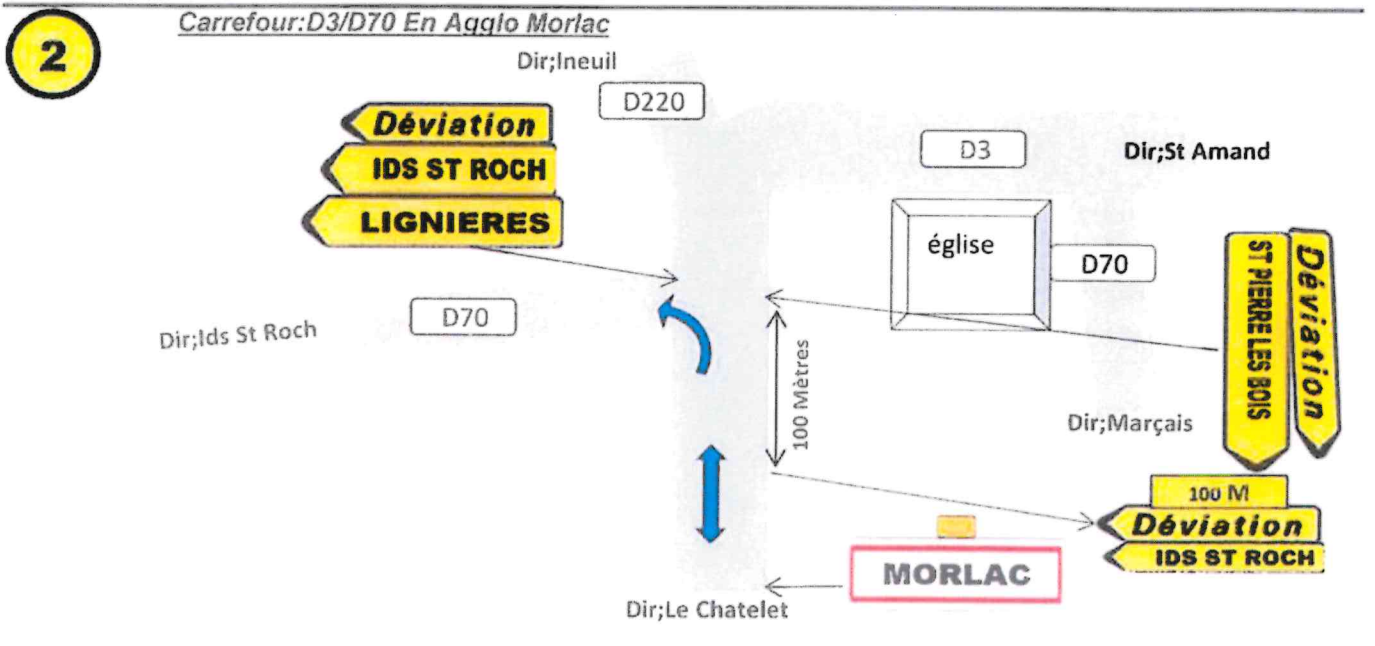 2
Carrefour:D3/D70 En Agglo Morlac
Dir;Ineuil
D220
Déviation
IDS ST ROCH
LIGNIERES
D3
Dir;St Amand
église
D70
ST PIERRE LES BOIS
Déviation
D70
Dir;Ids St Roch
100 Mètres
Dir;Marçais
100 M
Déviation
IDS ST ROCH
MORLAC
Dir;Le Chatelet